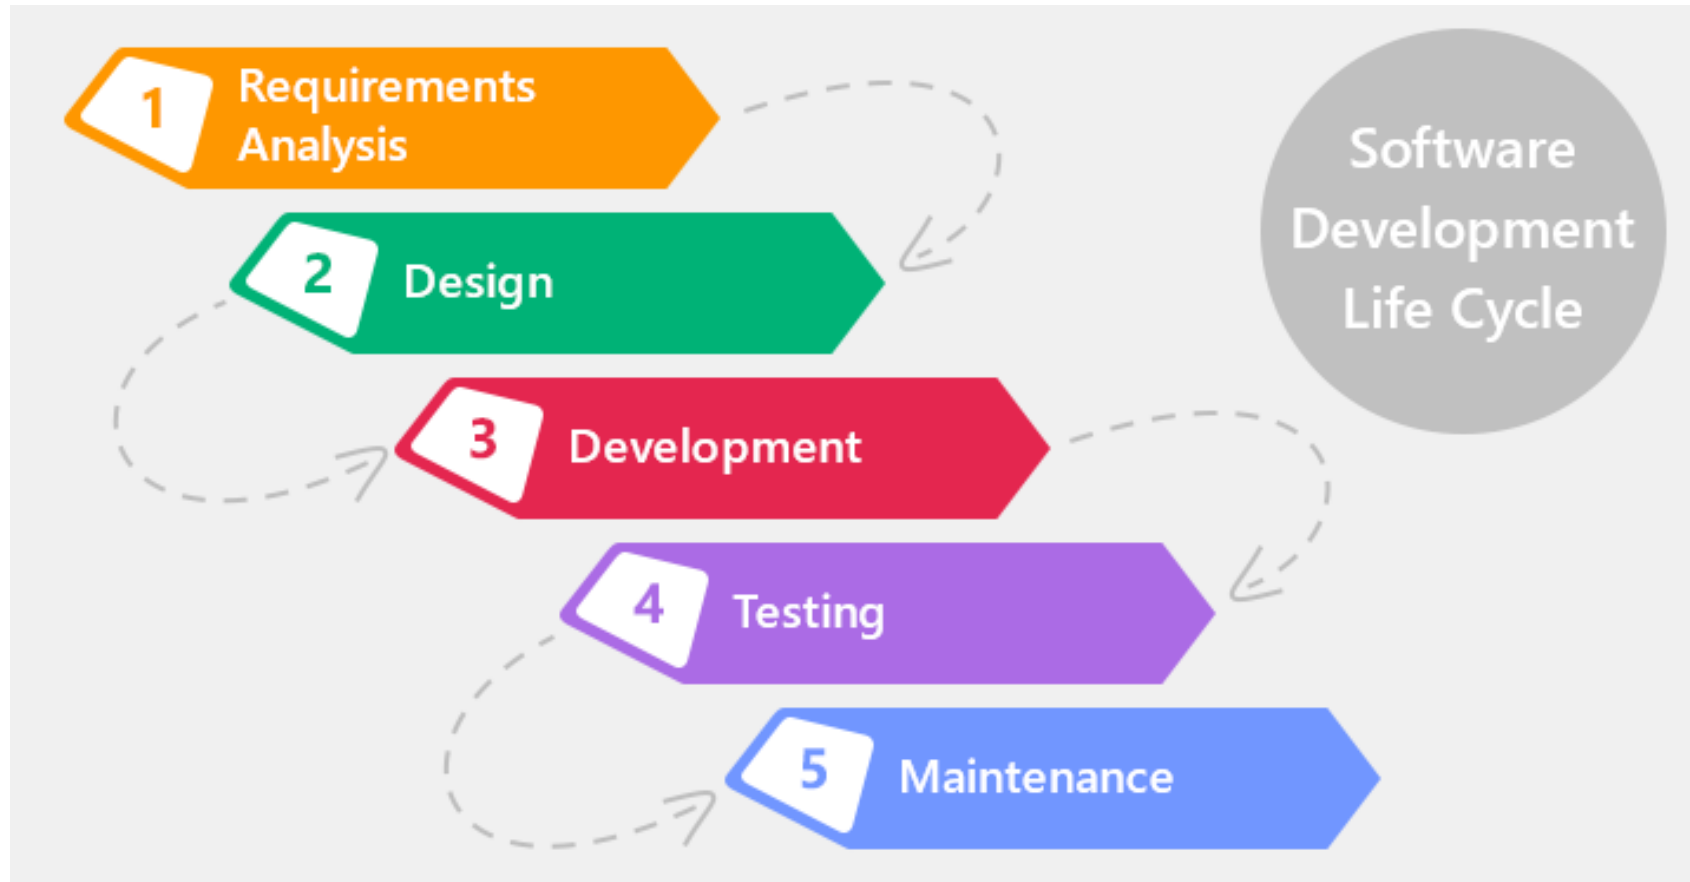 1
Requirements
Analysis
2
Design
3
Development
4
Testing
5
Maintenance
Software
Development
Life Cycle